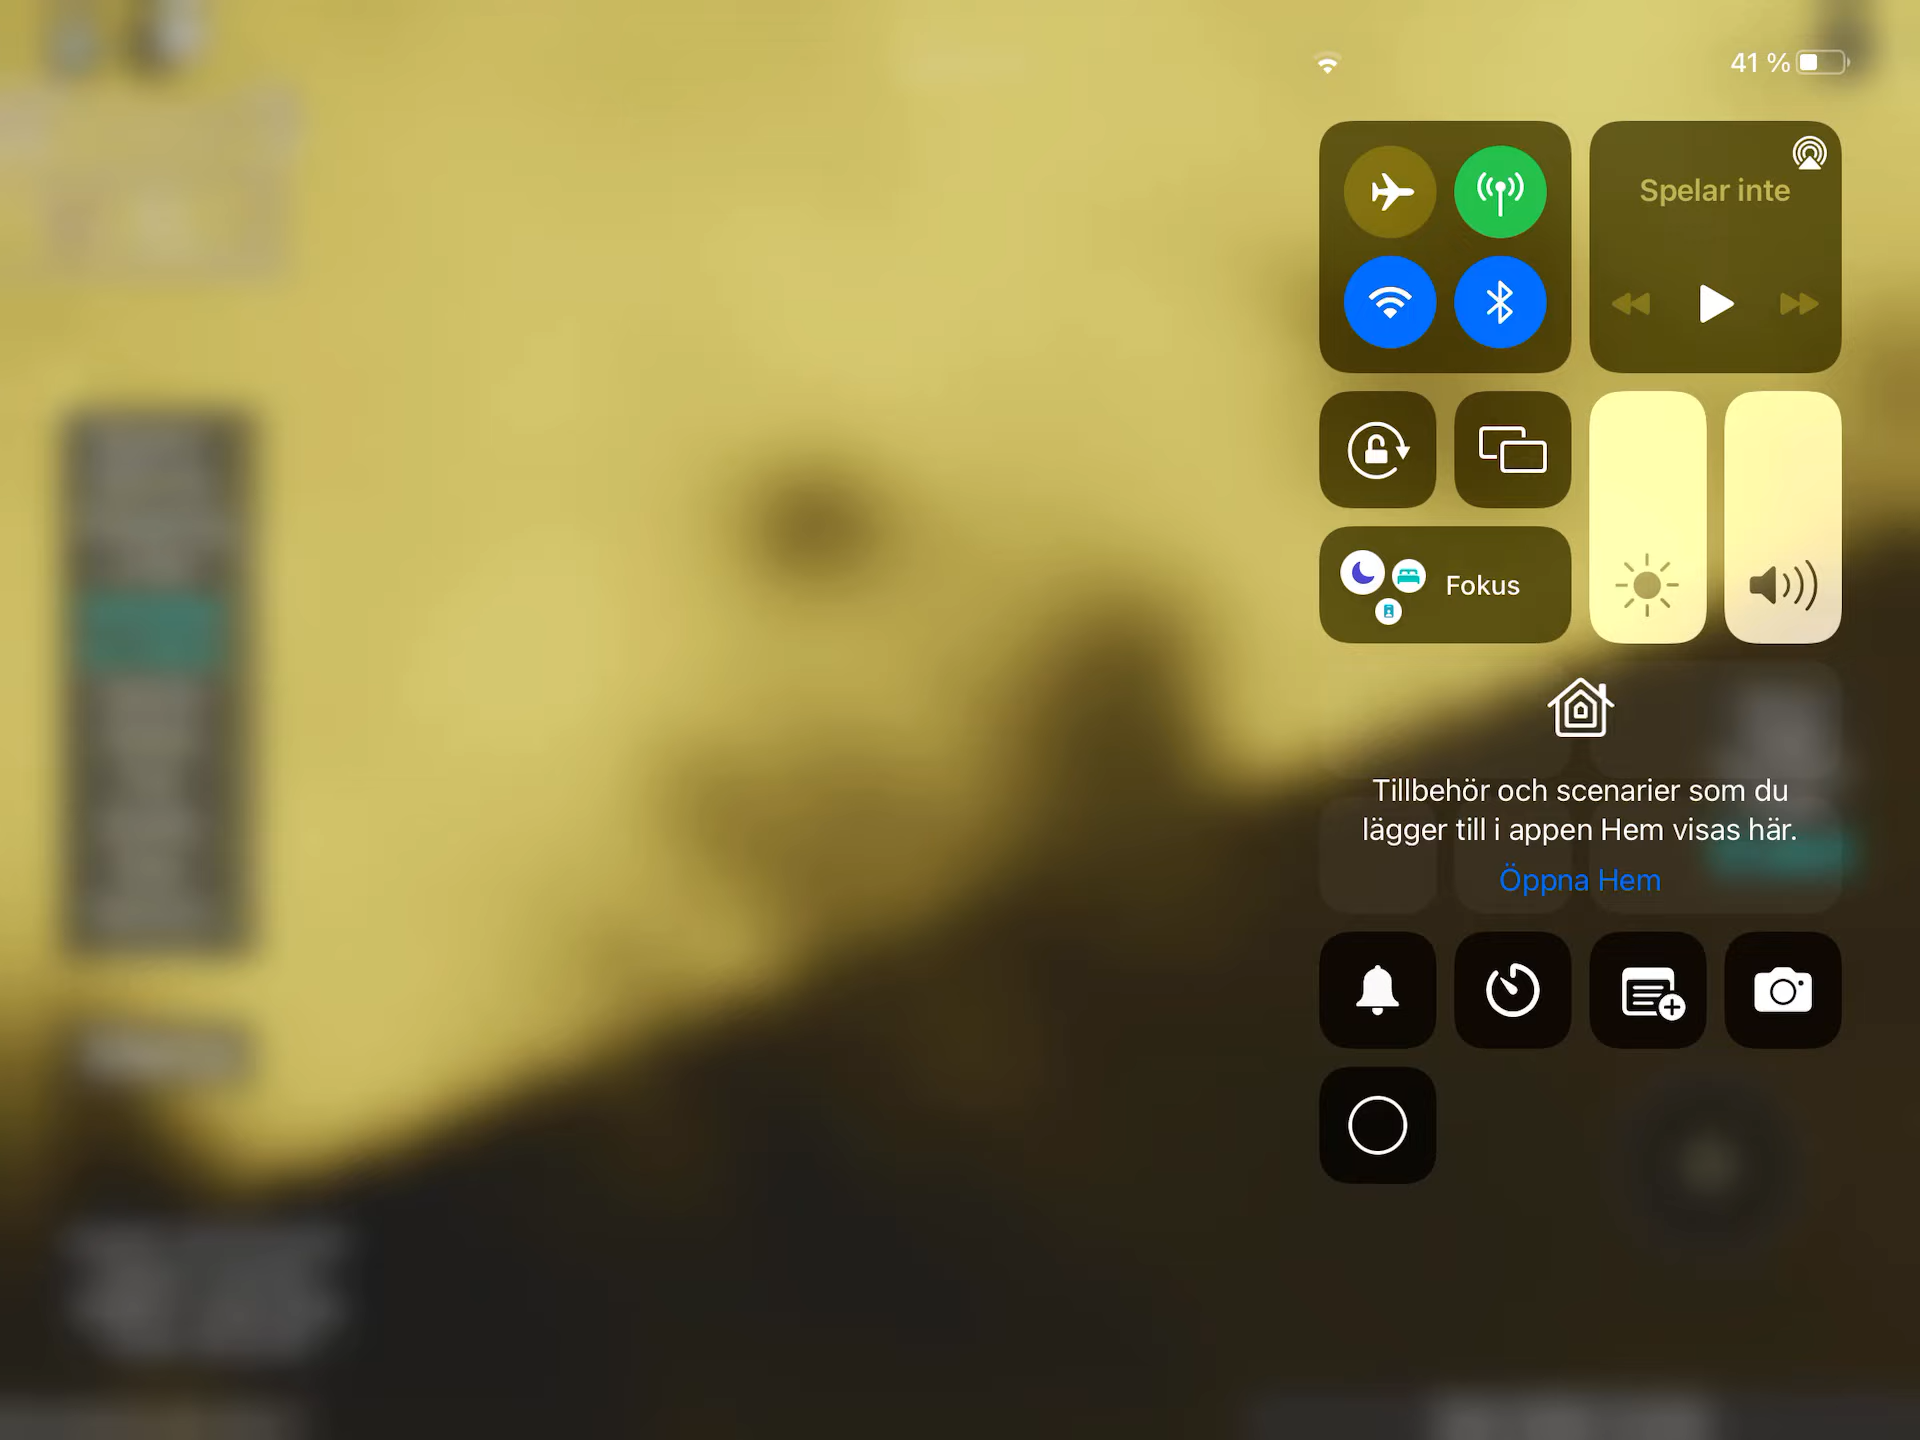 41 %
Spelar inte
Fokus
Tillbehör och scenarier som du
lägger till i appen Hem visas här.
Öppna Hem